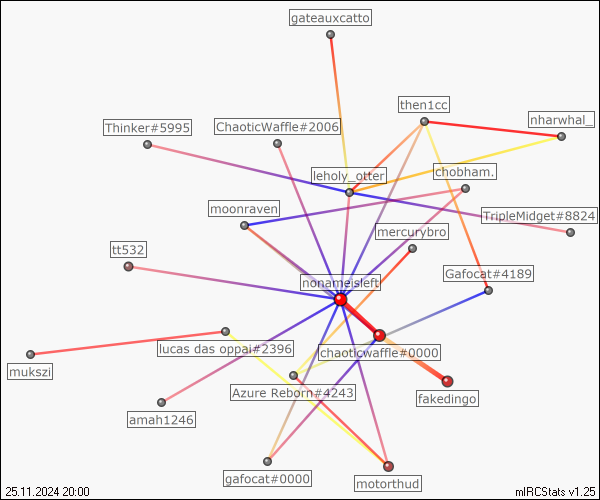 gateauxcatto
then1cc
nharwhal_
Thinker#5995
ChaoticWaffle#2006
leholy_otter
chobham.
moonraven
TripleMidget#8824
mercurybro
tt532
Gafocat#4189
nonameisleft
lucas das oppai#2396
chaoticwaffle#0000
mukszi
Azure Reborn#4243
fakedingo
amah1246
gafocat#0000
motorthud
25.11.2024 20:00
mIRCStats v1.25